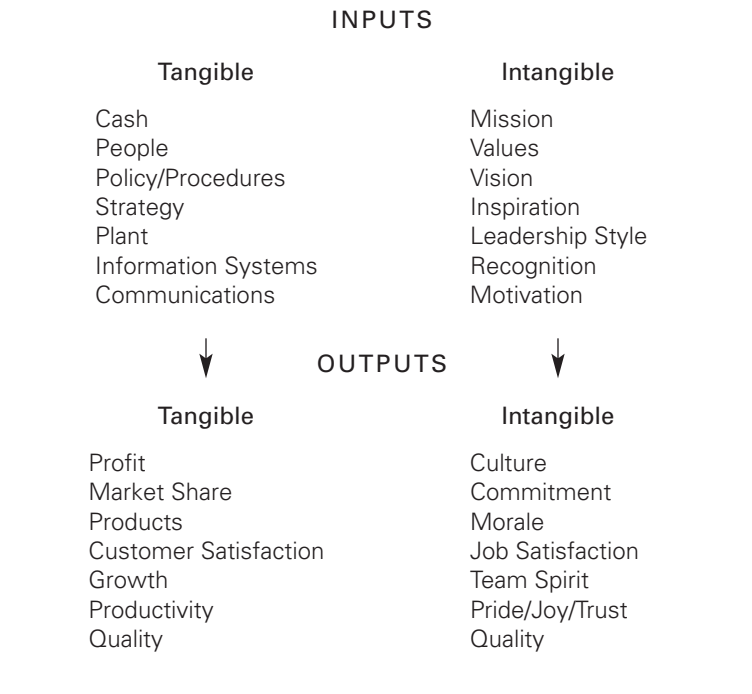 INPUTS
Tangible
Cash
People
Policy/Procedures
Strategy
Plant
Information Systems
Communications
Intangible
Mission
Values
Vision
Inspiration
Leadership Style
Recognition
Motivation
OUTPUTS
Tangible
Profit
Market Share
Products
Customer Satisfaction
Growth
Productivity
Quality
Intangible
Culture
Commitment
Morale
Job Satisfaction
Team Spirit
Pride/Joy/Trust
Quality